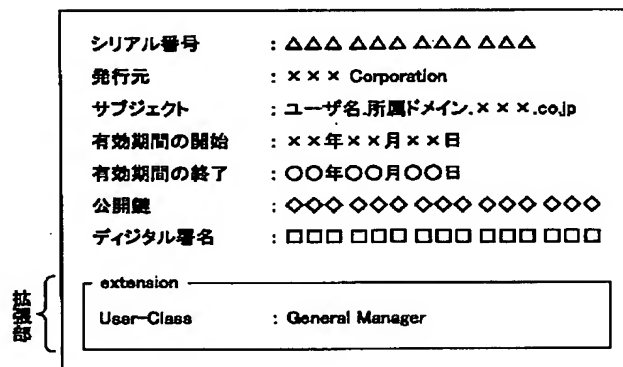 シリアル番号 : △△△ △△△ △△△ △△△
発行元 : ××× Corporation
サブジェクト : ユーザ名.所属ドメイン.×××.co.jp
有効期間の開始 : ××年××月××日
有効期間の終了 : 〇〇年〇〇月〇〇日
公開鍵 : ◇◇◇ ◇◇◇ ◇◇◇ ◇◇◇ ◇◇◇
ディジタル署名 : □□□ □□□ □□□ □□□ □□□
extension
User-Class : General Manager
拡張部